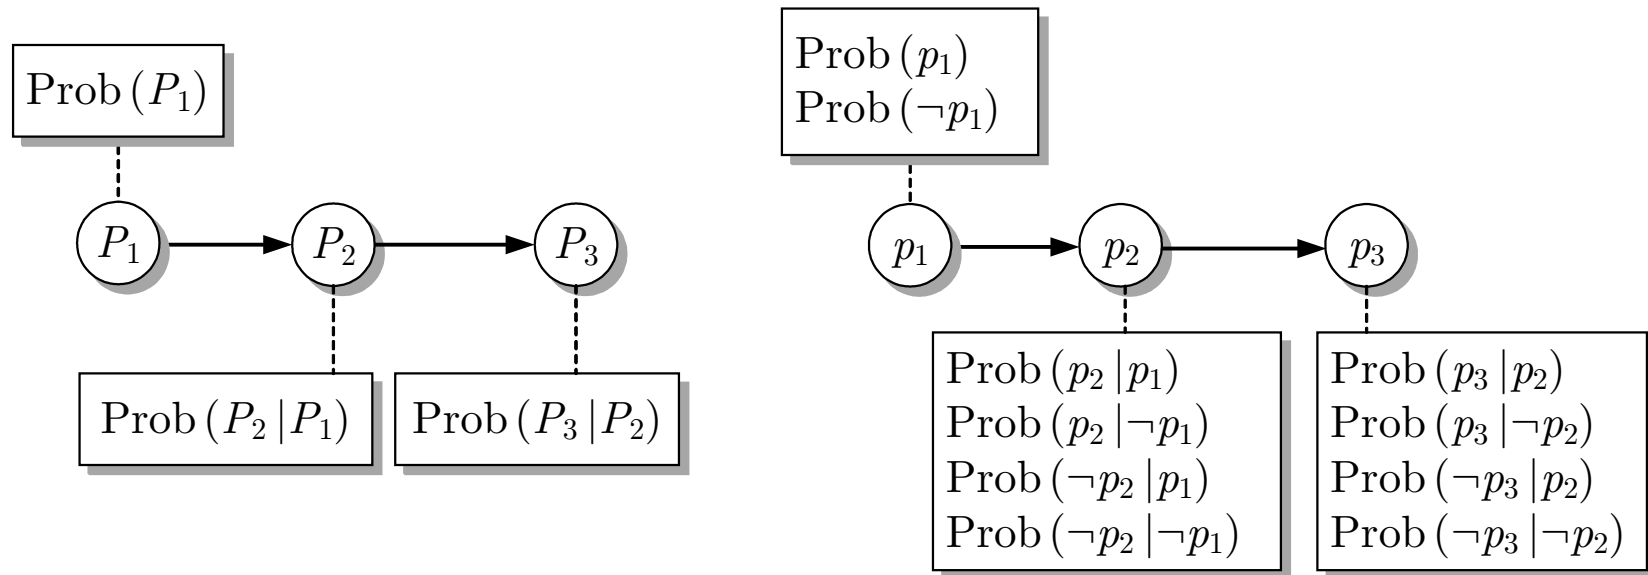 Prob (P₁)
P₁
P₂
P₃
Prob (P₂ | P₁)
Prob (P₃ | P₂)
Prob (p₁)
Prob (¬p₁)
p₁
p₂
p₃
Prob (p₂ | p₁)
Prob (p₂ | ¬p₁)
Prob (¬p₂ | p₁)
Prob (¬p₂ | ¬p₁)
Prob (p₃ | p₂)
Prob (p₃ | ¬p₂)
Prob (¬p₃ | p₂)
Prob (¬p₃ | ¬p₂)